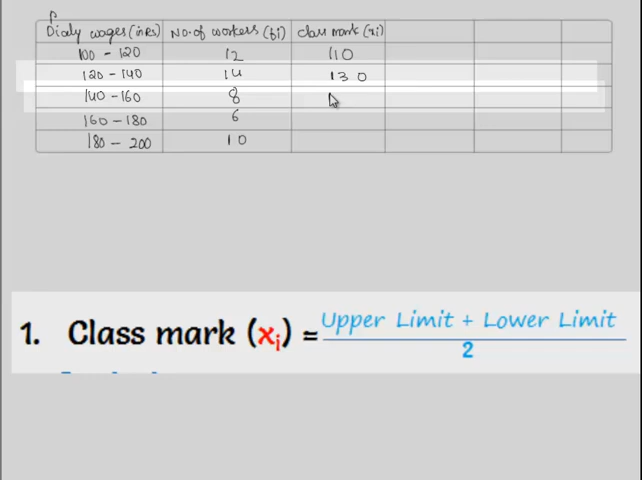 P
Dialy wages (in RS) No. of workers (fi) class mark (xi)
100 - 120 12 110
120 - 140 14 130
140 - 160 8
160 - 180 6
180 - 200 10
1. Class mark (xi) = Upper Limit + Lower Limit
2